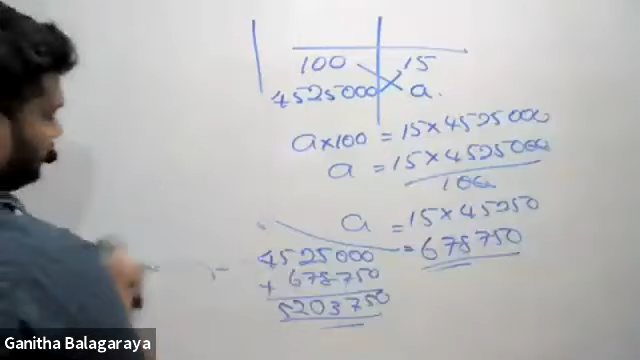 100 15
4525000 a.
a×100 = 15×4525000
a = 15×4525000
100
a = 15×45250
= 678750
4525000
+ 678750
5203750
Ganitha Balagaraya